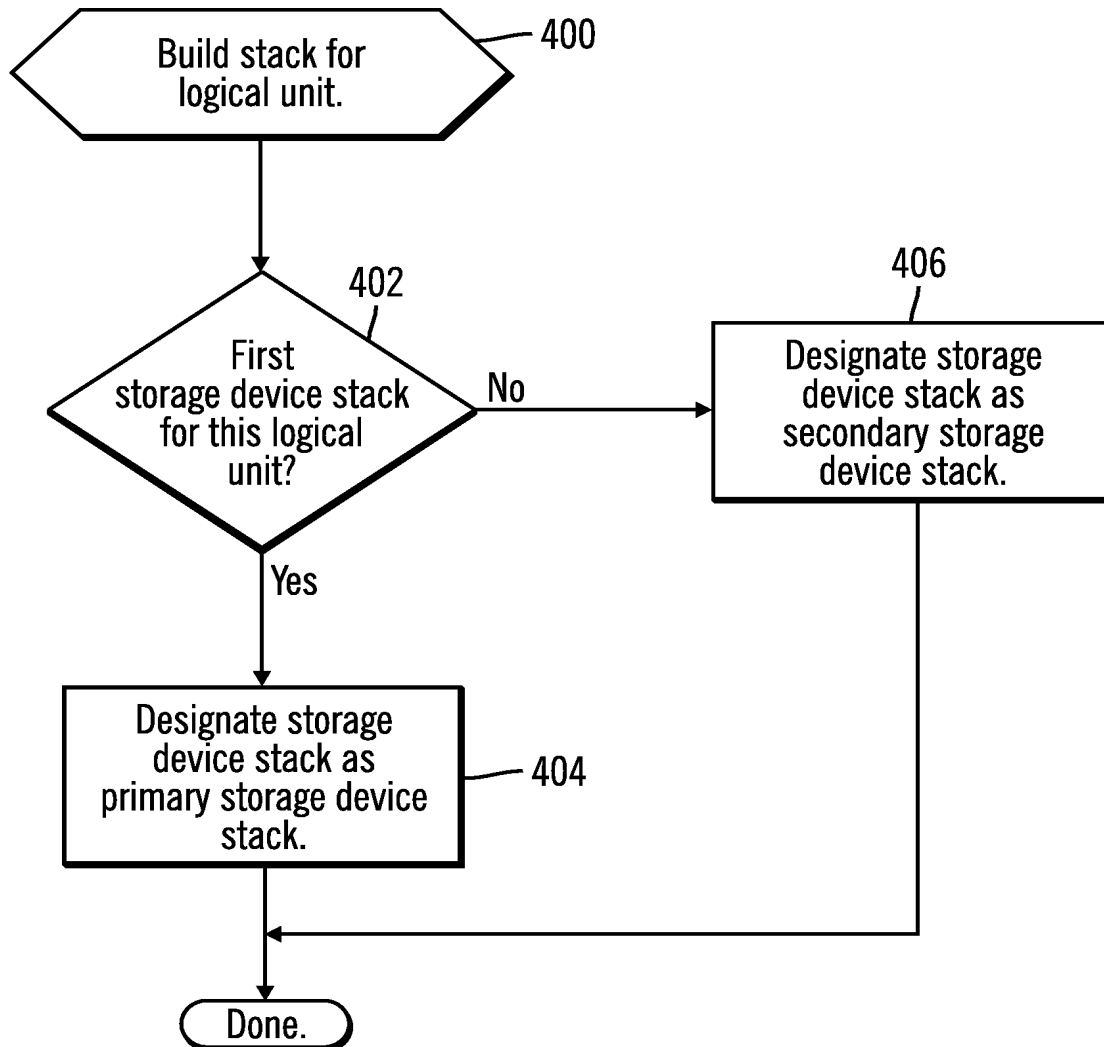 Build stack for
logical unit.
400
402
First
storage device stack
for this logical
unit?
No
Yes
406
Designate storage
device stack as
secondary storage
device stack.
Designate storage
device stack as
primary storage device
stack.
404
Done.